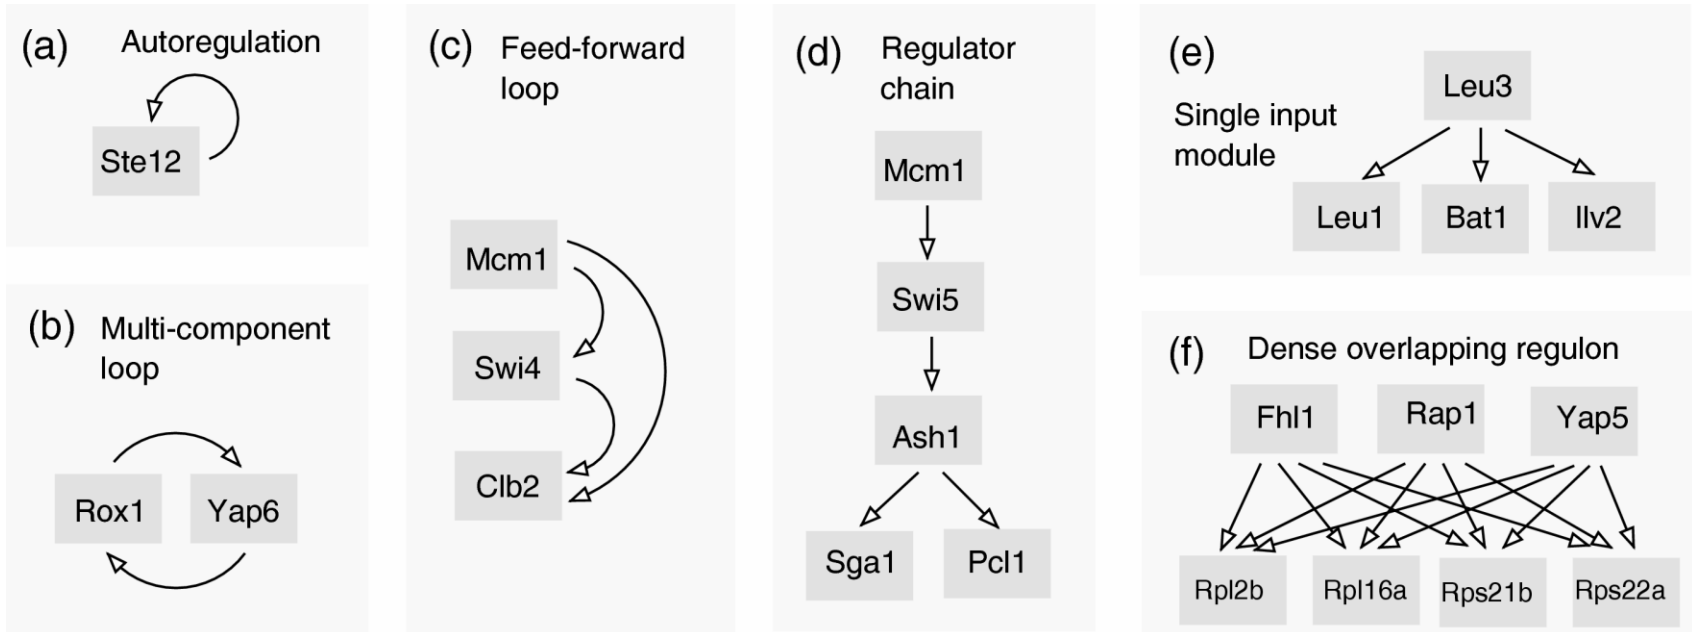 (a) Autoregulation
Ste12
(b) Multi-component
loop
Rox1 Yap6
(c) Feed-forward
loop
Mcm1
Swi4
Clb2
(d) Regulator
chain
Mcm1
Swi5
Ash1
Sga1 Pcl1
(e)
Single input
module
Leu3
Leu1 Bat1 Ilv2
(f) Dense overlapping regulon
Fhl1 Rap1 Yap5
Rpl2b Rpl16a Rps21b Rps22a